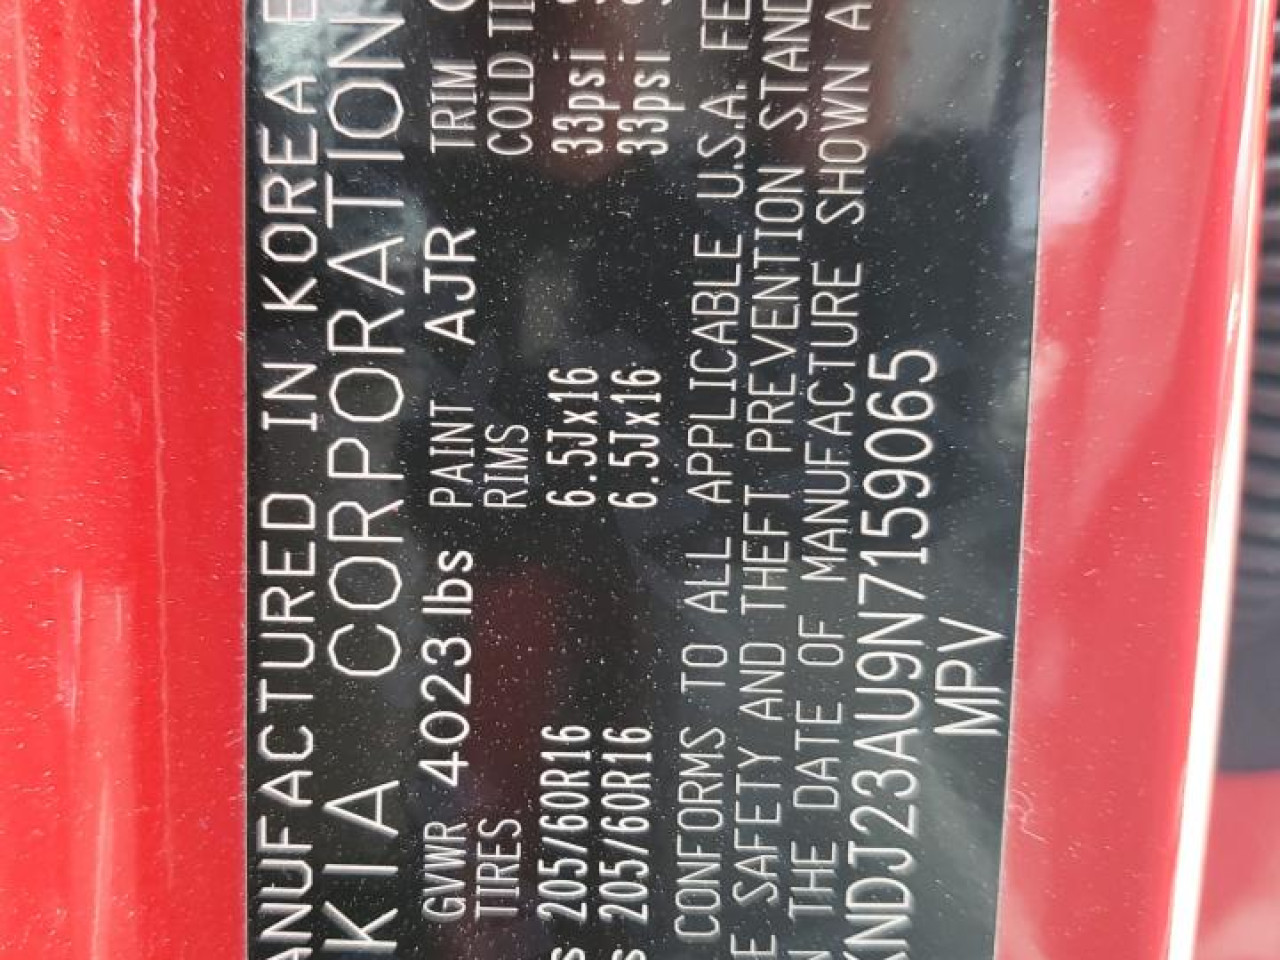 ANUFACTURED IN KOREA
KIA CORPORATION
GVWR 4023 lbs PAINT AJR TRIM
TIRES RIMS COLD
205/60R16 6.5Jx16 33psi
205/60R16 6.5Jx16 33psi
CONFORMS TO ALL APPLICABLE U.S.A. FE
E SAFETY AND THEFT PREVENTION STAND
N THE DATE OF MANUFACTURE SHOWN A
KNDJ23AU9N7159065
MPV